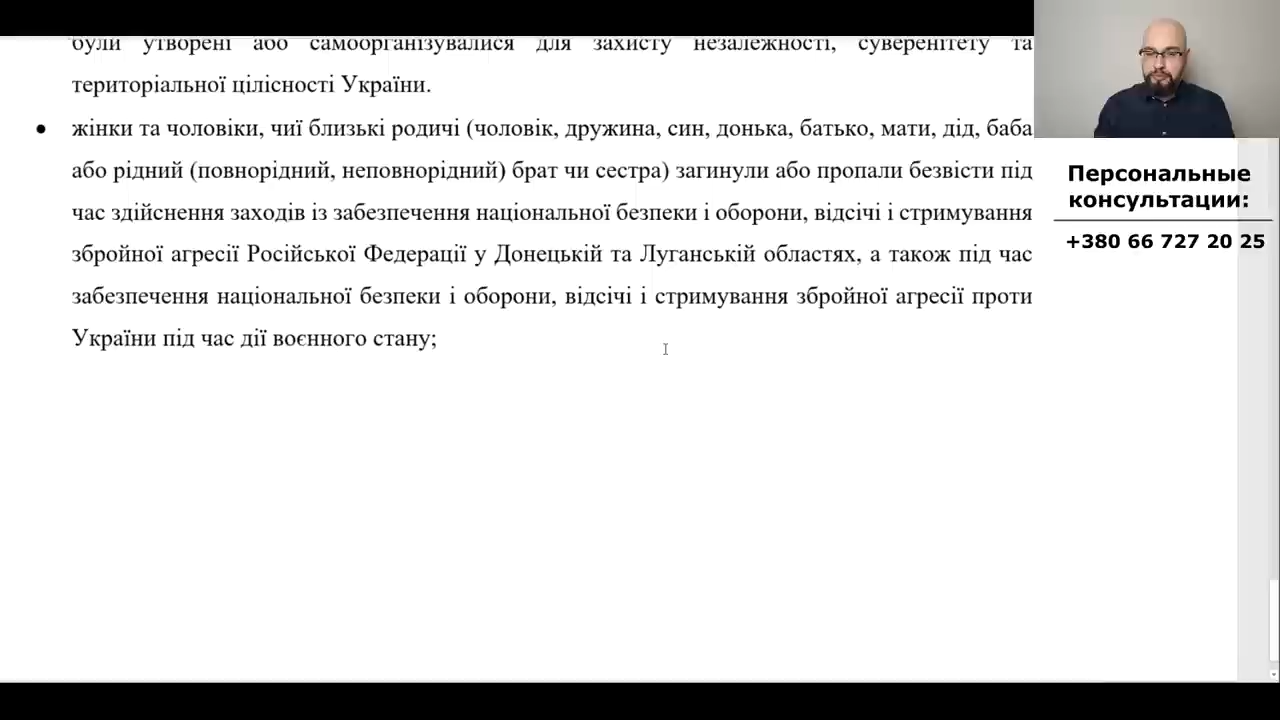 були утворені або самоорганізувалися для захисту незалежності, суверенітету та
територіальної цілісності України.
• жінки та чоловіки, чиї близькі родичі (чоловік, дружина, син, донька, батько, мати, дід, баба
або рідний (повнорідний, неповнорідний) брат чи сестра) загинули або пропали безвісти під
час здійснення заходів із забезпечення національної безпеки і оборони, відсічі і стримування
збройної агресії Російської Федерації у Донецькій та Луганській областях, а також під час
забезпечення національної безпеки і оборони, відсічі і стримування збройної агресії проти
України під час дії воєнного стану;
Персональные
консультации:
+380 66 727 20 25